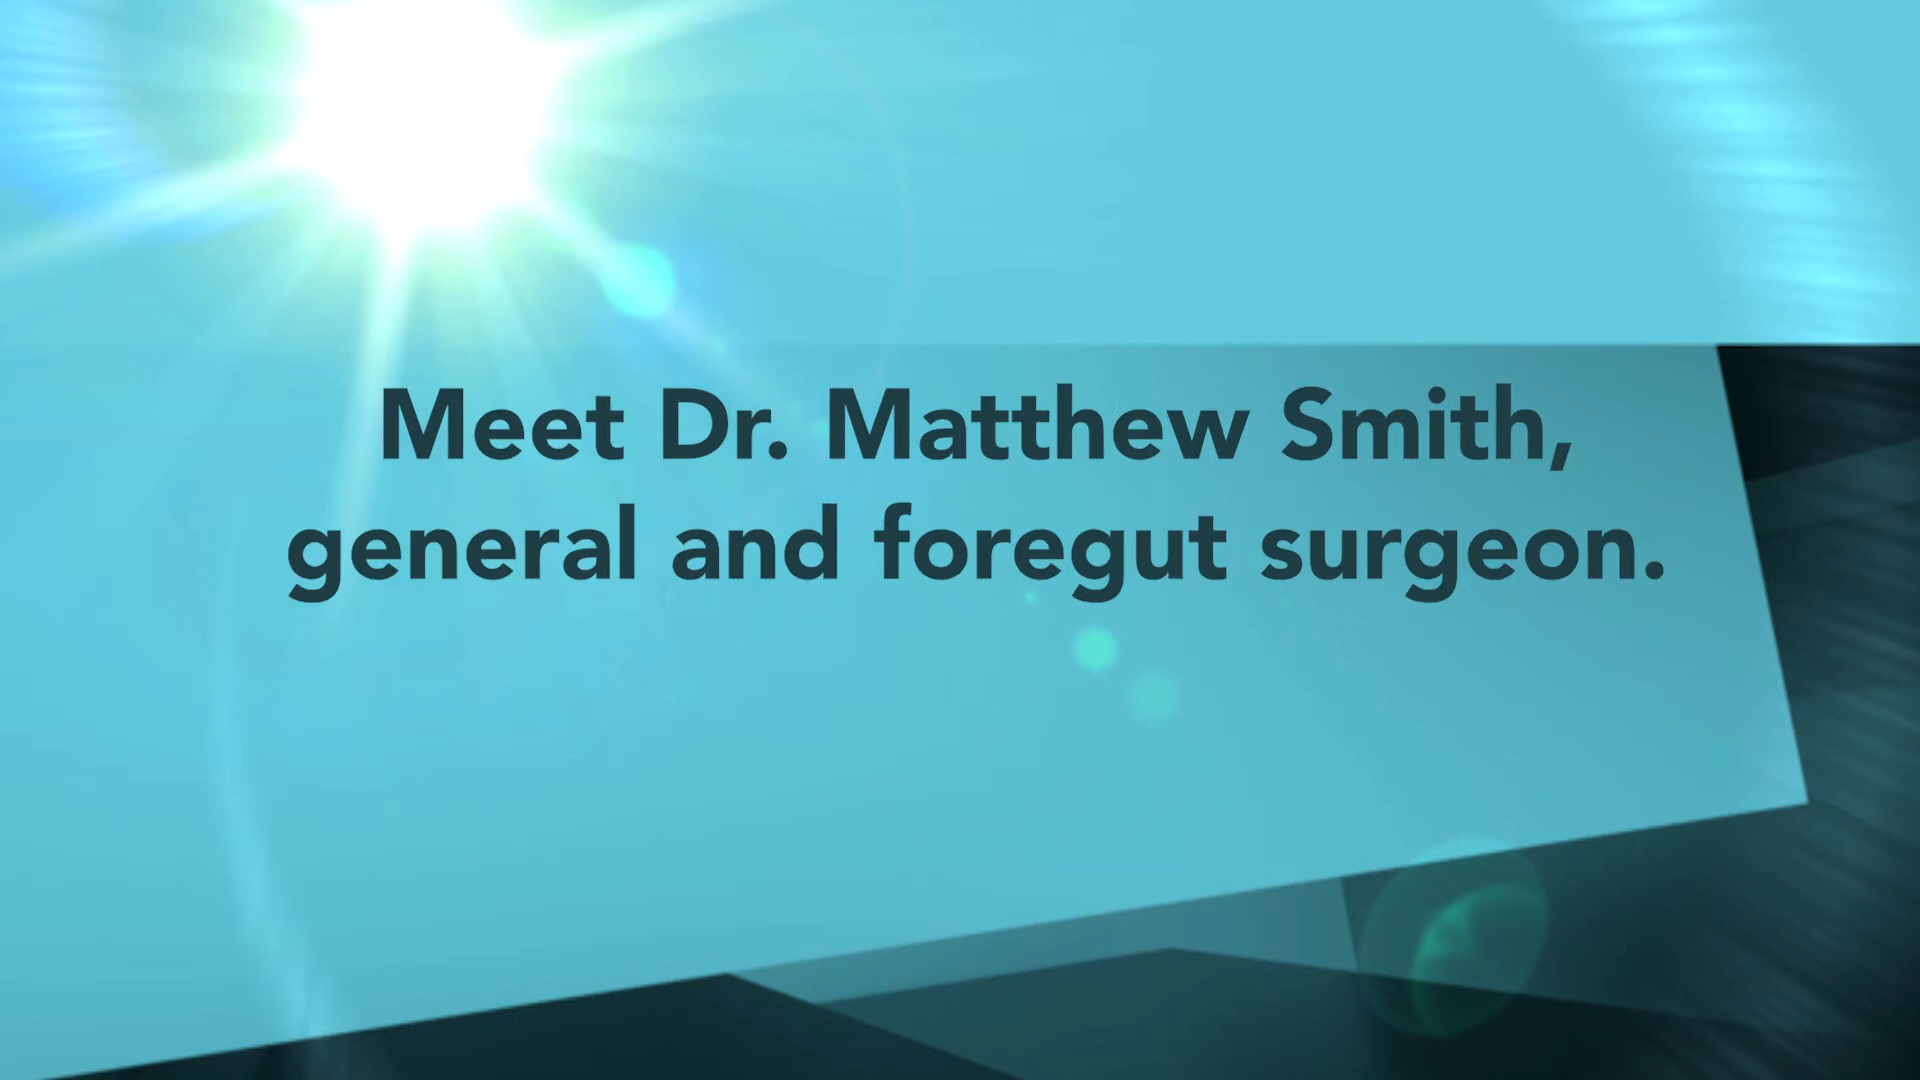 Meet Dr. Matthew Smith,
general and foregut surgeon.